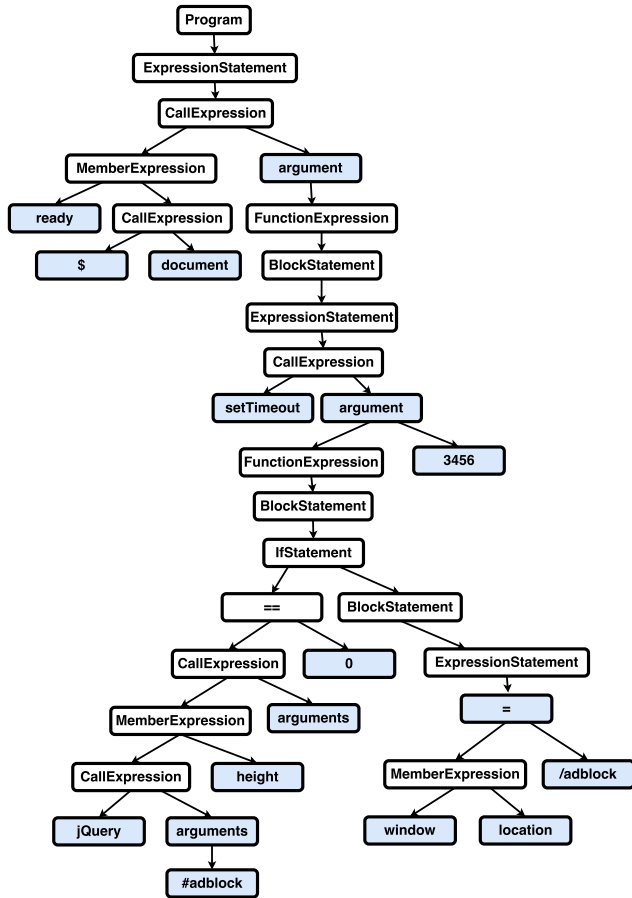 Program
ExpressionStatement
CallExpression
MemberExpression
argument
ready
CallExpression
FunctionExpression
$
document
BlockStatement
ExpressionStatement
CallExpression
setTimeout
argument
FunctionExpression
3456
BlockStatement
IfStatement
==
BlockStatement
CallExpression
0
ExpressionStatement
MemberExpression
arguments
=
CallExpression
height
MemberExpression
/adblock
jQuery
arguments
window
location
#adblock